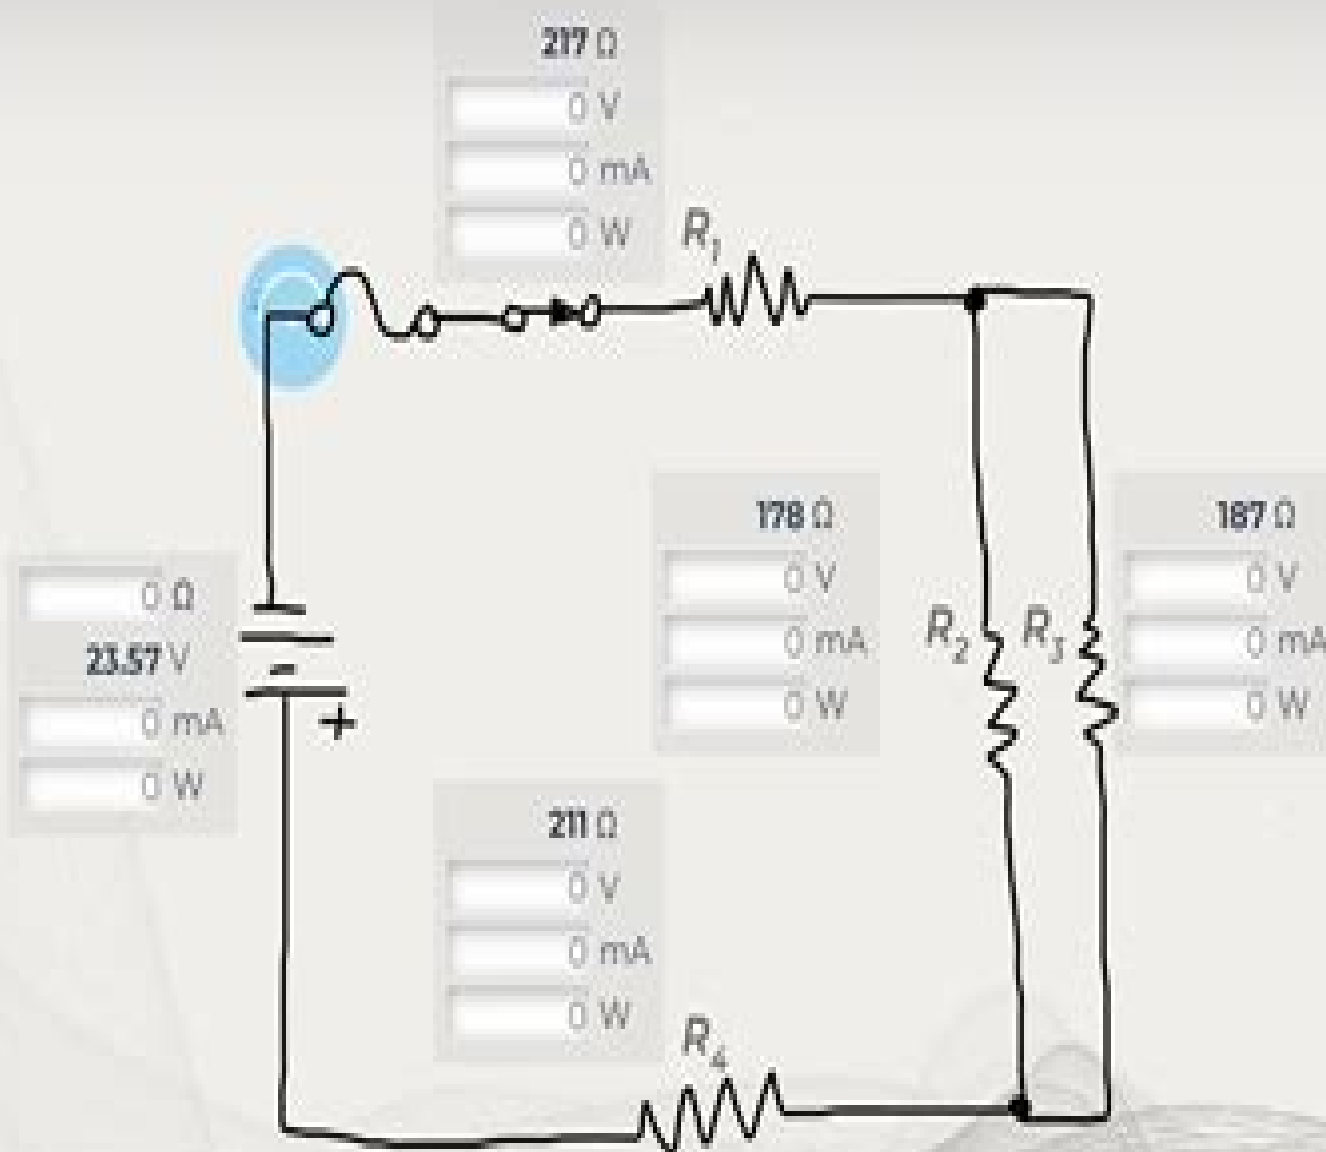 217 Ω
0 V
0 mA
0 W
R1
178 Ω
0 V
0 mA
0 W
R2
R3
187 Ω
0 V
0 mA
0 W
0 Ω
23.57 V
0 mA
0 W
+
211 Ω
0 V
0 mA
0 W
R4